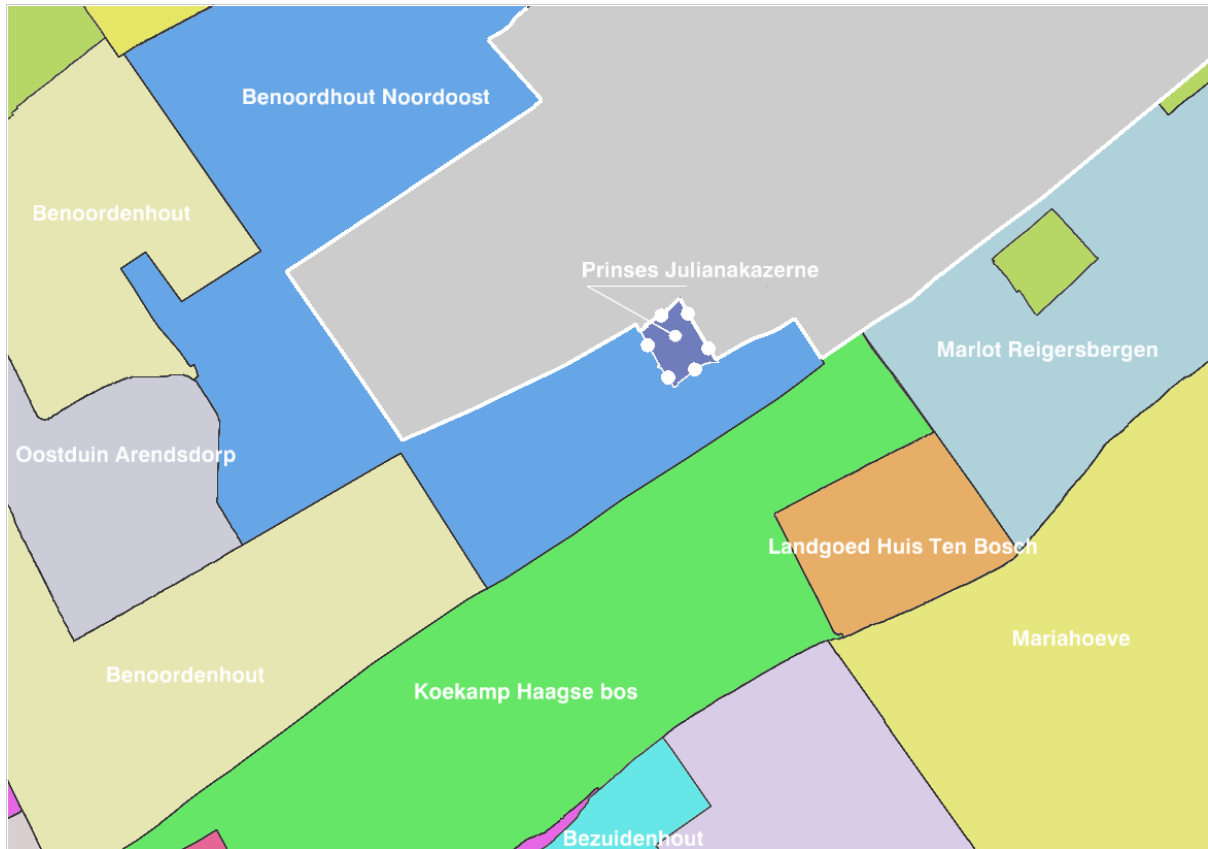 Benoordhout Noordoost
Benoordenhout
Prinses Julianakazerne
Marlot Reigersbergen
Oostduin Arendsdorp
Landgoed Huis Ten Bosch
Mariahoeve
Benoordenhout
Koekamp Haagse bos
Bezuidenhout